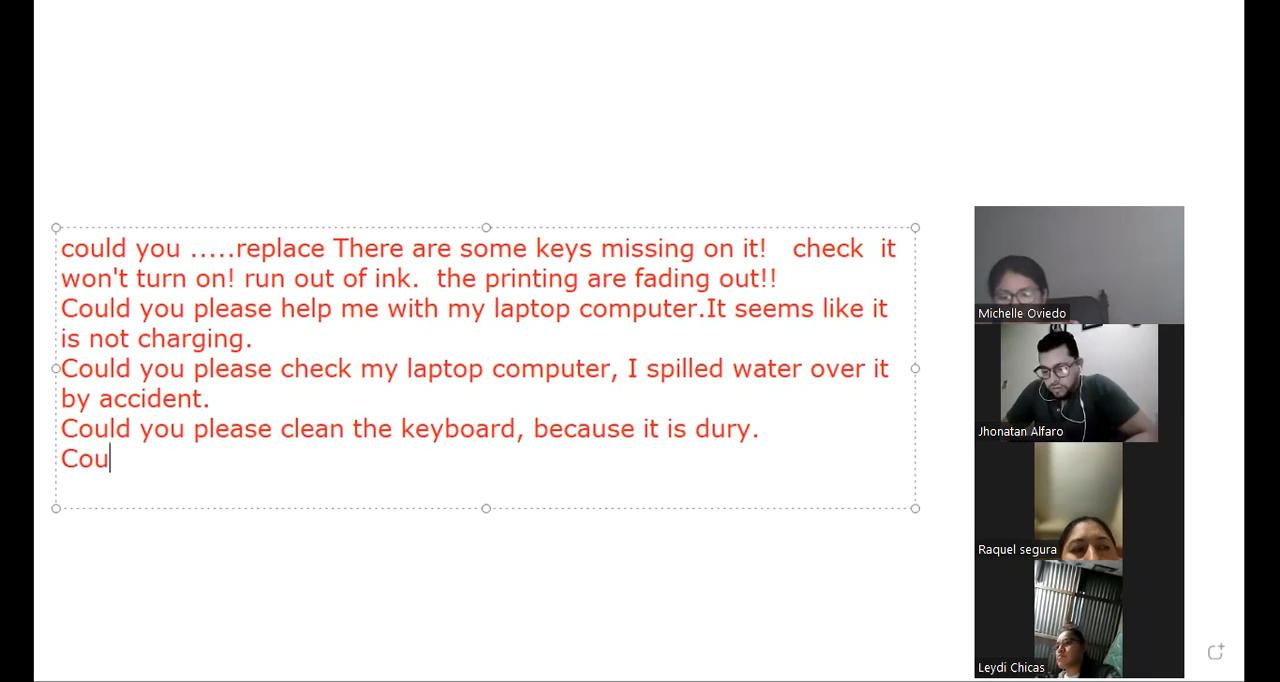 could you .....replace There are some keys missing on it!   check  it
won't turn on! run out of ink.  the printing are fading out!!
Could you please help me with my laptop computer.It seems like it
is not charging.
Could you please check my laptop computer, I spilled water over it
by accident.
Could you please clean the keyboard, because it is dury.
Cou
Michelle Oviedo
Jhonatan Alfaro
Raquel segura
Leydi Chicas